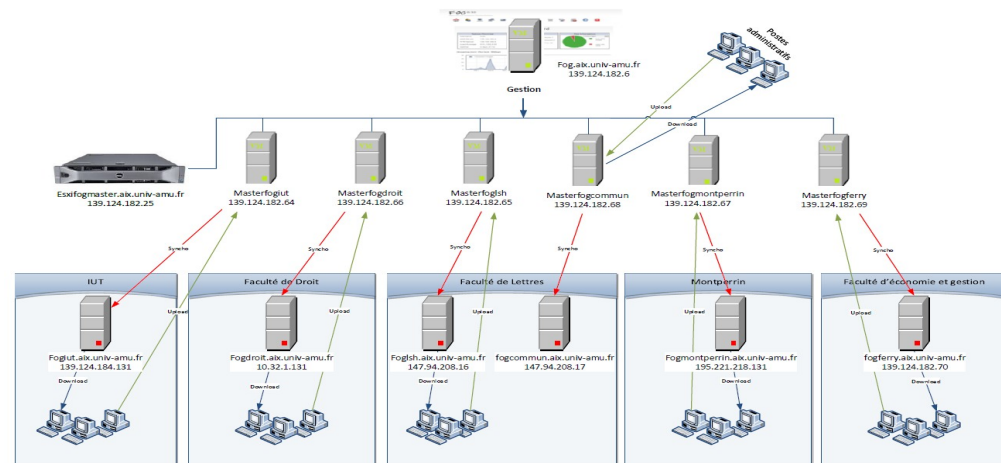 Fog.aix.univ-amu.fr
139.124.182.6
Gestion
Postes
administratifs
Upload
Download
Esxifogmaster.aix.univ-amu.fr
139.124.182.25
Masterfogiut
139.124.182.64
Masterfogdroit
139.124.182.66
Masterfoglsh
139.124.182.65
Masterfogcommun
139.124.182.68
Masterfogmontperrin
139.124.182.67
Masterfogferry
139.124.182.69
Syncho
Syncho
Syncho
Syncho
Syncho
Syncho
IUT
Faculté de Droit
Faculté de Lettres
Montperrin
Faculté d'économie et gestion
Upload
Upload
Upload
Upload
Upload
Fogiut.aix.univ-amu.fr
139.124.184.131
Fogdroit.aix.univ-amu.fr
10.32.1.131
Foglsh.aix.univ-amu.fr
147.94.208.16
fogcommun.aix.univ-amu.fr
147.94.208.17
Fogmontperrin.aix.univ-amu.fr
195.221.218.131
fogferry.aix.univ-amu.fr
139.124.182.70
Download
Download
Download
Download
Download